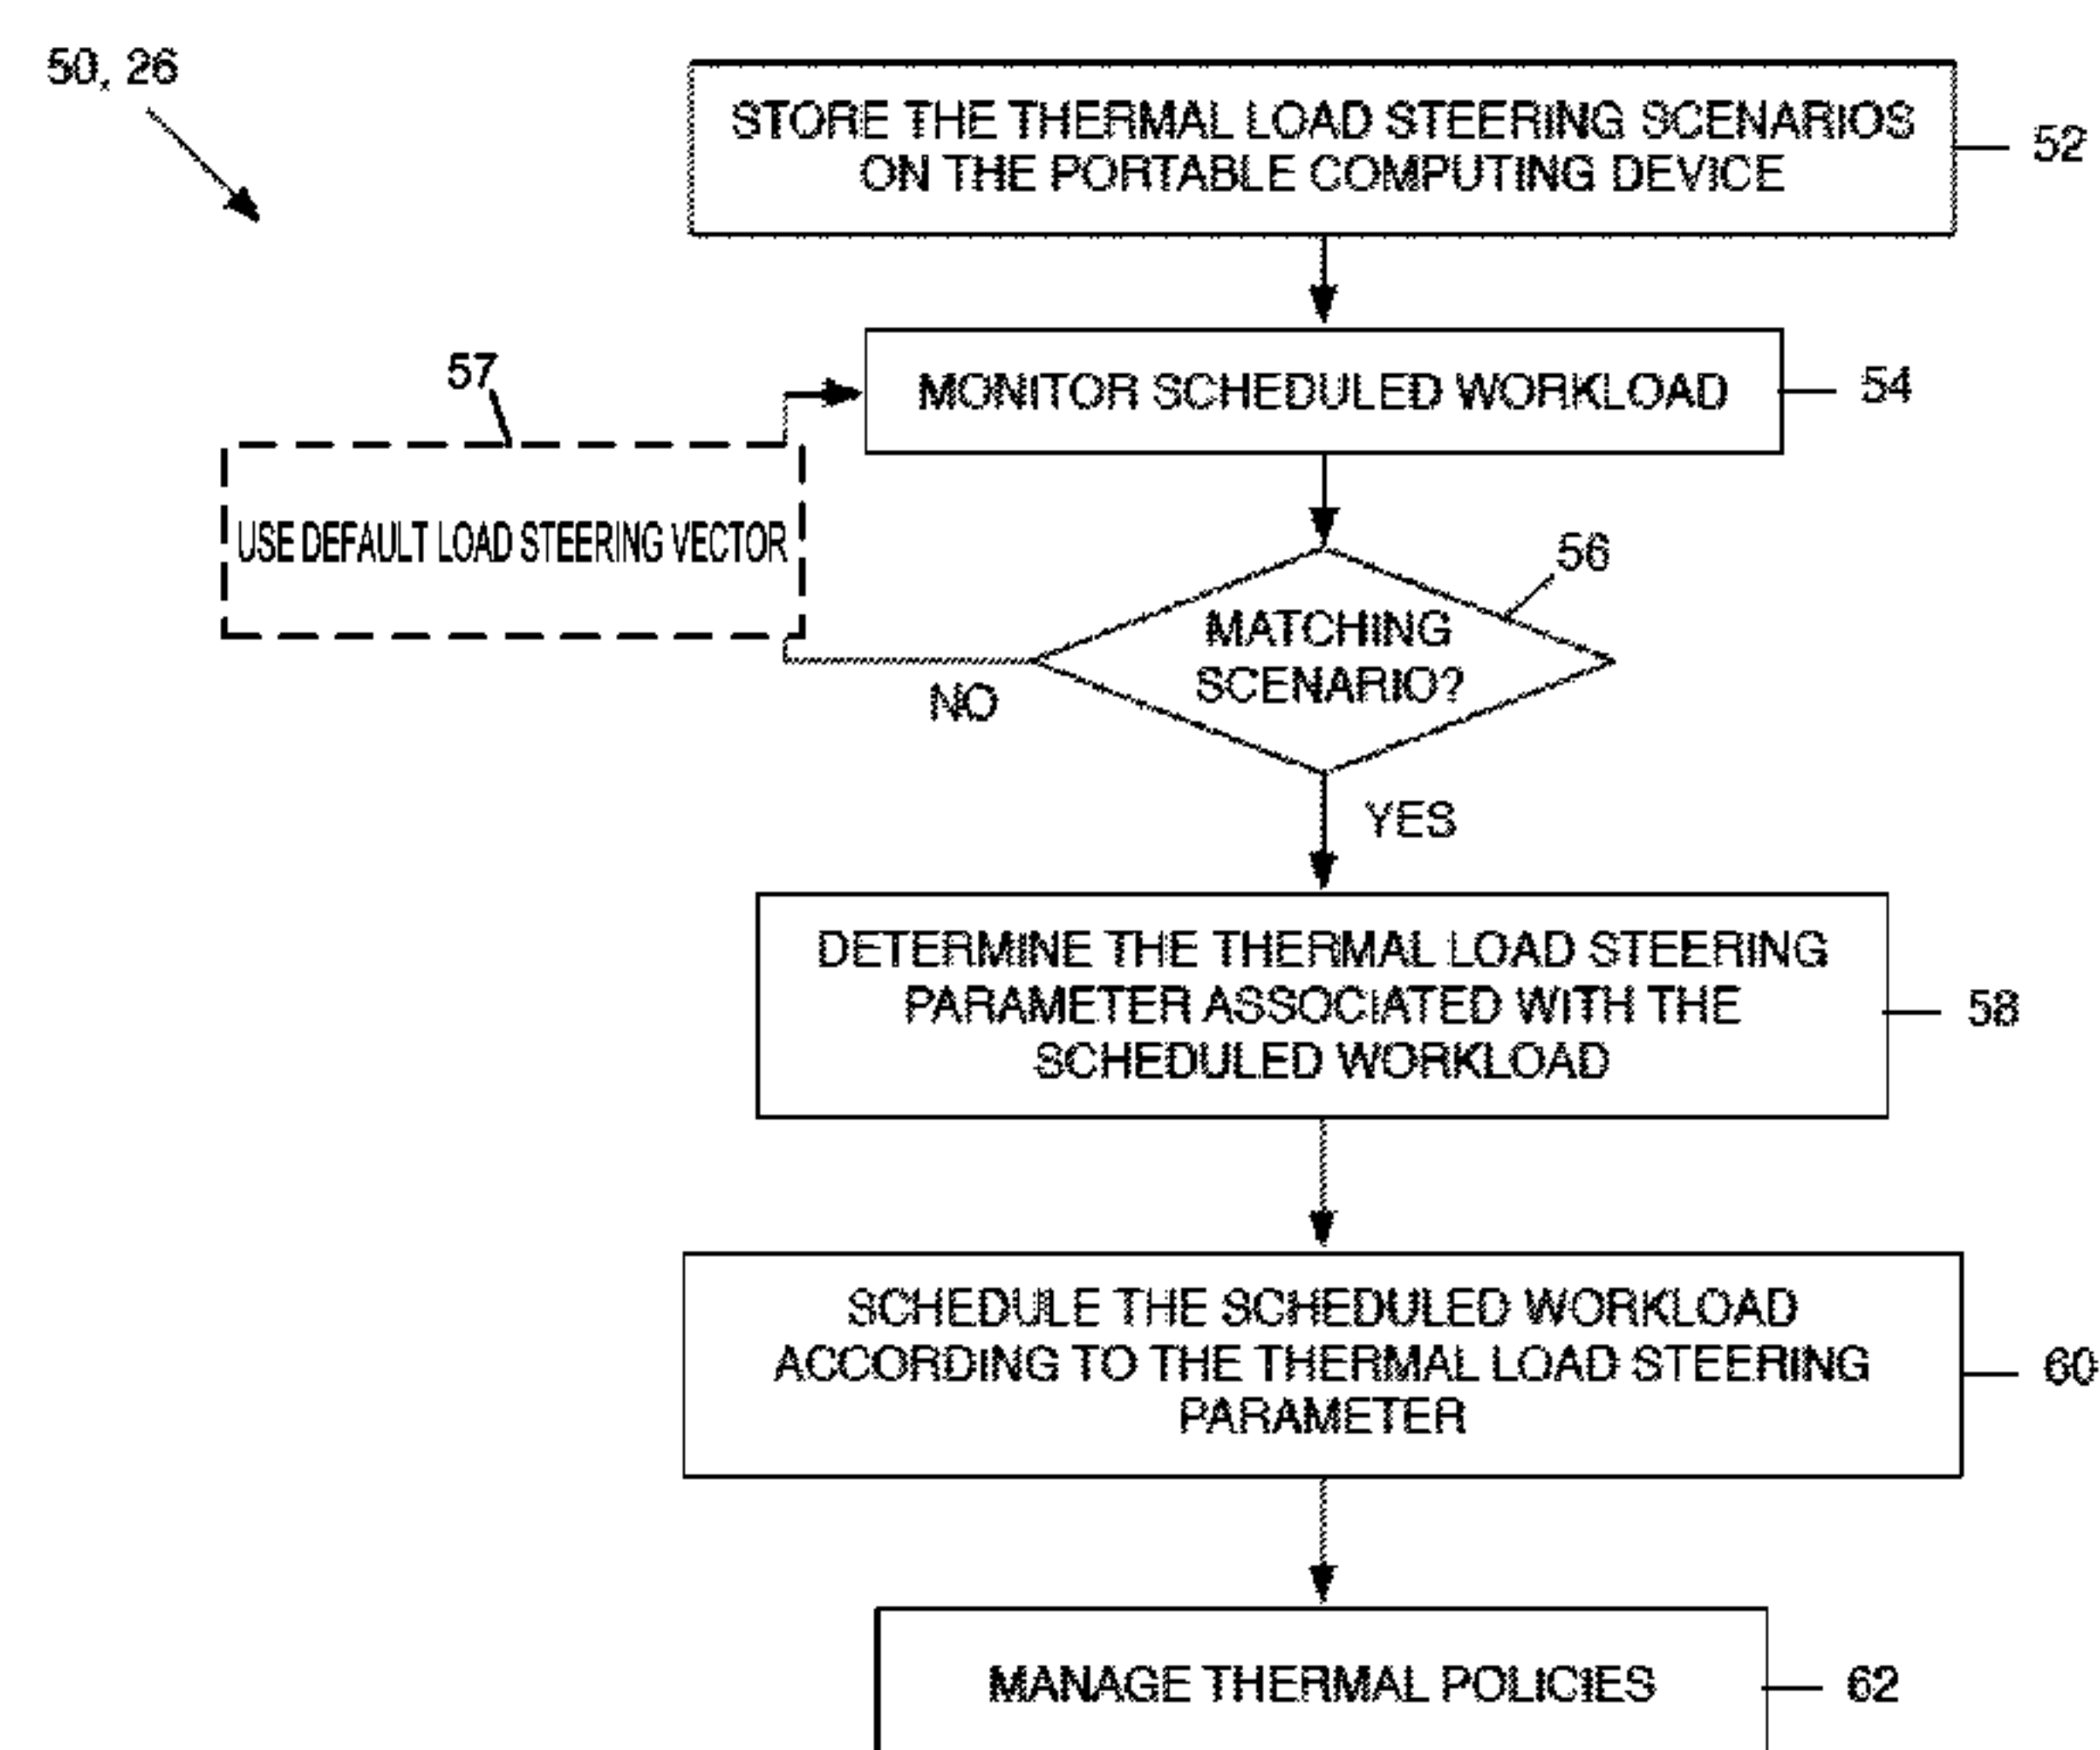 50, 26
STORE THE THERMAL LOAD STEERING SCENARIOS
ON THE PORTABLE COMPUTING DEVICE
52
57
MONITOR SCHEDULED WORKLOAD
54
USE DEFAULT LOAD STEERING VECTOR
56
MATCHING
SCENARIO?
NO
YES
DETERMINE THE THERMAL LOAD STEERING
PARAMETER ASSOCIATED WITH THE
SCHEDULED WORKLOAD
58
SCHEDULE THE SCHEDULED WORKLOAD
ACCORDING TO THE THERMAL LOAD STEERING
PARAMETER
60
MANAGE THERMAL POLICIES
62